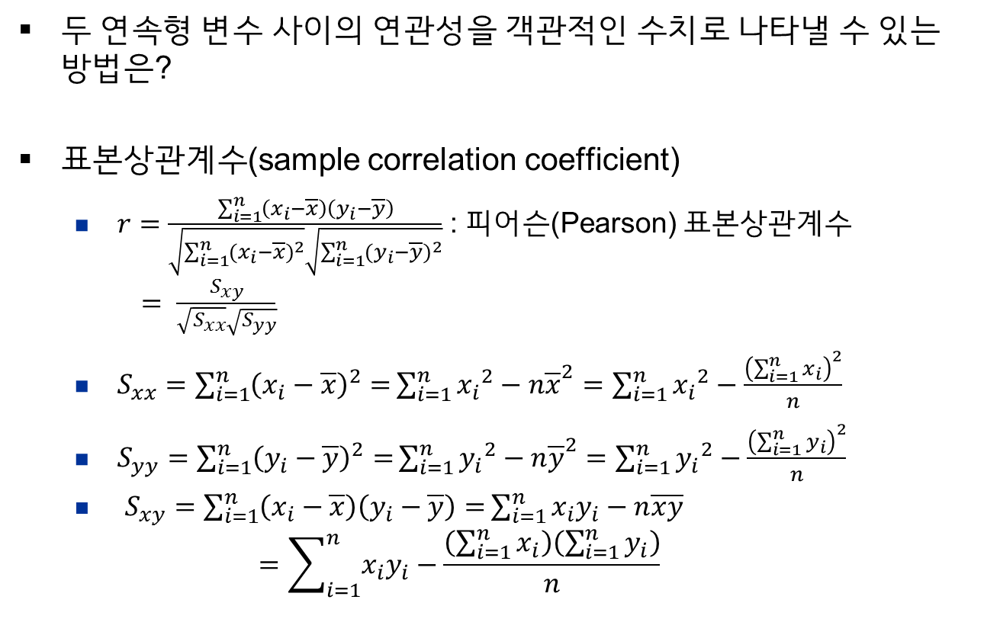 ▪ 두 연속형 변수 사이의 연관성을 객관적인 수치로 나타낼 수 있는
방법은?
▪ 표본상관계수(sample correlation coefficient)
■ $r = \frac{\sum_{i=1}^{n}(x_i-\overline{x})(y_i-\overline{y})}{\sqrt{\sum_{i=1}^{n}(x_i-\overline{x})^2}\sqrt{\sum_{i=1}^{n}(y_i-\overline{y})^2}}$ : 피어슨(Pearson) 표본상관계수
$= \frac{S_{xy}}{\sqrt{S_{xx}}\sqrt{S_{yy}}}$
■ $S_{xx} = \sum_{i=1}^{n}(x_i - \overline{x})^2 = \sum_{i=1}^{n} {x_i}^2 - n\overline{x}^2 = \sum_{i=1}^{n} {x_i}^2 - \frac{(\sum_{i=1}^{n} x_i)^2}{n}$
■ $S_{yy} = \sum_{i=1}^{n}(y_i - \overline{y})^2 = \sum_{i=1}^{n} {y_i}^2 - n\overline{y}^2 = \sum_{i=1}^{n} {y_i}^2 - \frac{(\sum_{i=1}^{n} y_i)^2}{n}$
■ $S_{xy} = \sum_{i=1}^{n}(x_i - \overline{x})(y_i - \overline{y}) = \sum_{i=1}^{n} x_i y_i - n\overline{xy}$
$= \sum_{i=1}^{n} x_i y_i - \frac{(\sum_{i=1}^{n} x_i)(\sum_{i=1}^{n} y_i)}{n}$